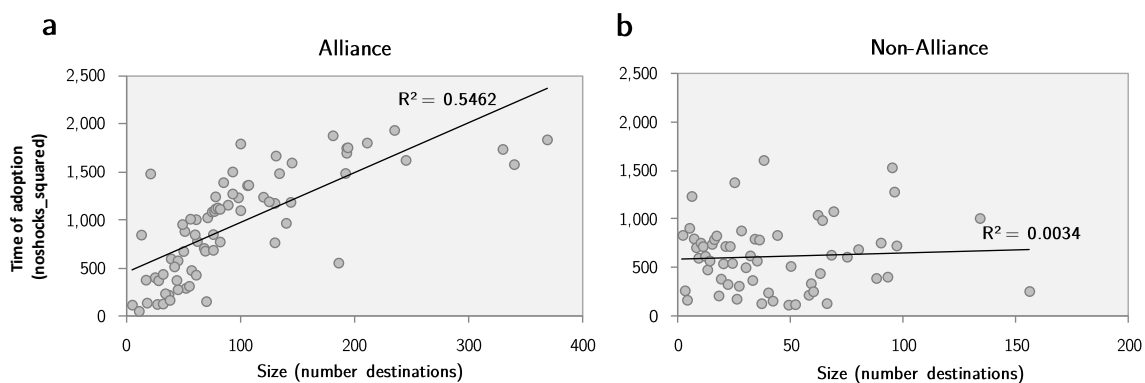 a
Alliance
Time of adoption
(noshocks_squared)
2,500
2,000
1,500
1,000
500
0
R² = 0.5462
0 100 200 300 400
Size (number destinations)
b
Non-Alliance
2,500
2,000
1,500
1,000
500
0
R² = 0.0034
0 50 100 150 200
Size (number destinations)